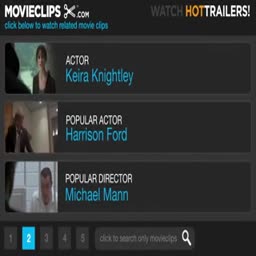 MOVIECLIPS .COM WATCH HOTTRAILERS!
click below to watch related movie clips
ACTOR
Keira Knightley
POPULAR ACTOR
Harrison Ford
POPULAR DIRECTOR
Michael Mann
1 2 3 4 5 click to search only movieclips